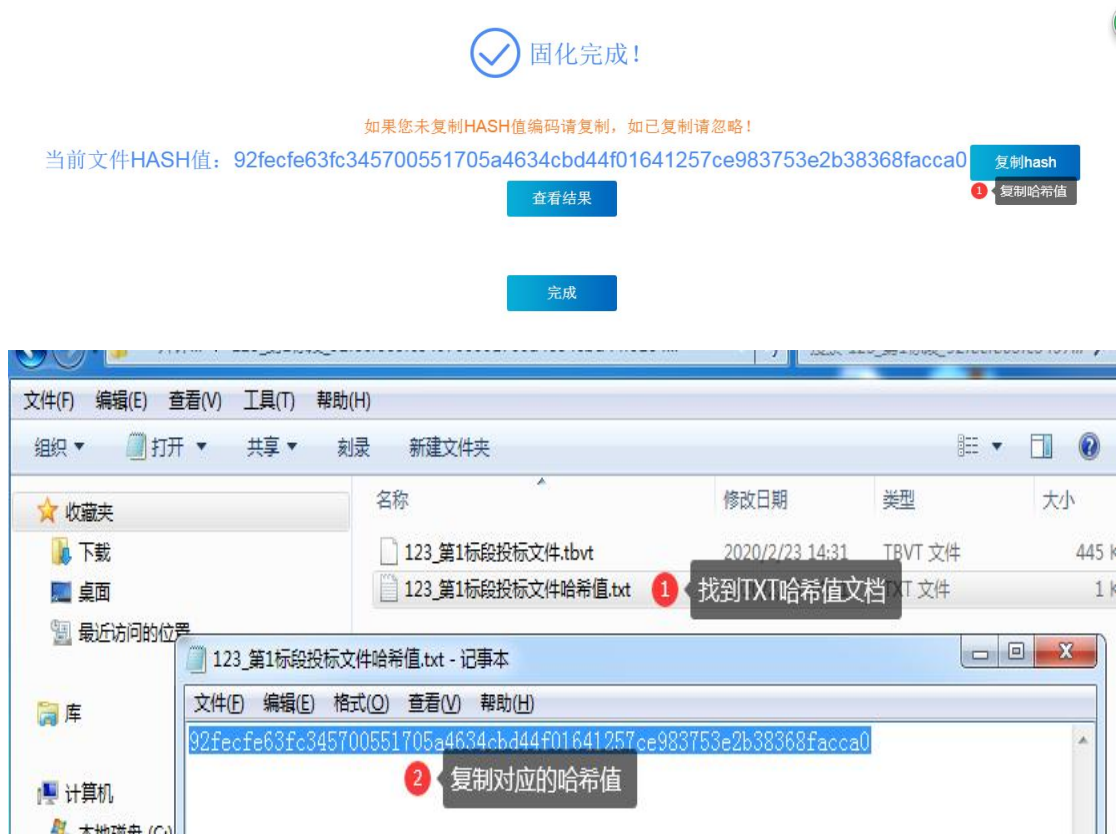 固化完成！
如果您未复制HASH值编码请复制，如已复制请忽略！
当前文件HASH值：92fecfe63fc345700551705a4634cbd44f01641257ce983753e2b38368facca0 复制hash
1 复制哈希值
查看结果
完成
文件(F) 编辑(E) 查看(V) 工具(T) 帮助(H)
组织 打开 共享 刻录 新建文件夹
名称 修改日期 类型 大小
收藏夹
下载
桌面
最近访问的位置
库
计算机
本地磁盘 (C:)
123_第1标段投标文件.tbvt 2020/2/23 14:31 TBVT 文件 445 K
123_第1标段投标文件哈希值.txt 1 找到TXT哈希值文档 TXT 文件 1 K
123_第1标段投标文件哈希值.txt - 记事本
文件(F) 编辑(E) 格式(O) 查看(V) 帮助(H)
92fecfe63fc345700551705a4634cbd44f01641257ce983753e2b38368facca0
2 复制对应的哈希值